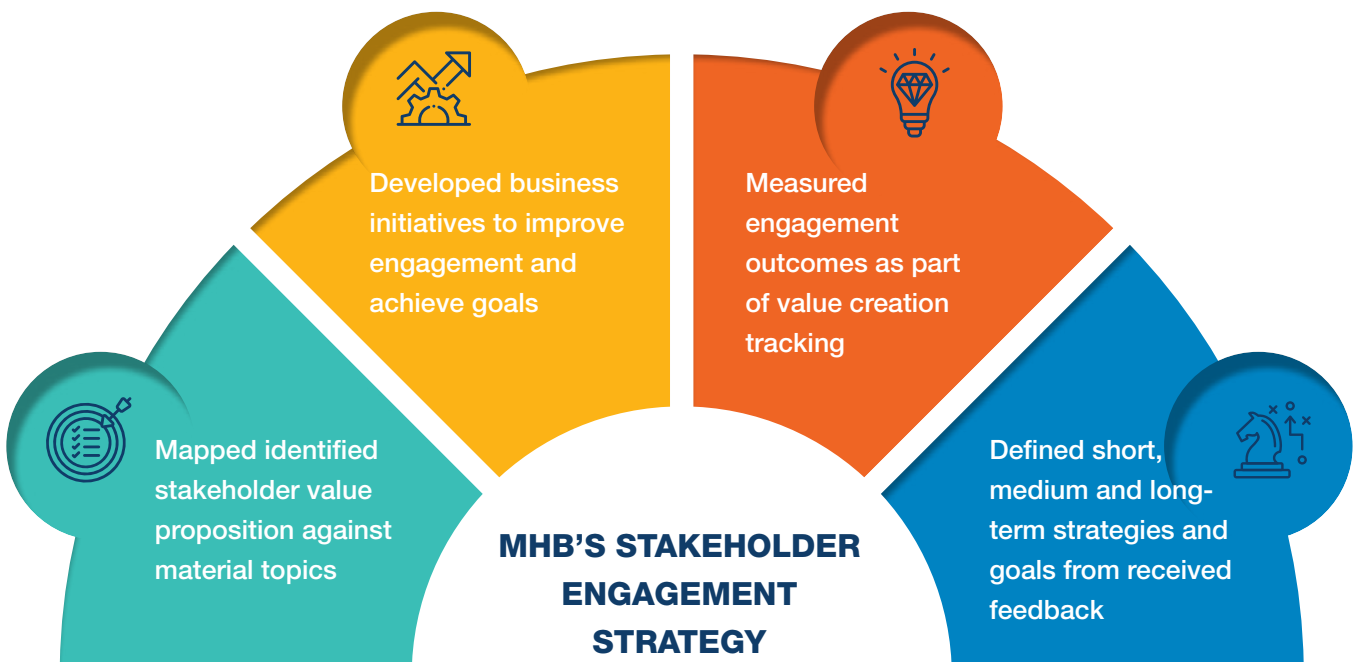 Developed business
initiatives to improve
engagement and
achieve goals
Measured
engagement
outcomes as part
of value creation
tracking
Mapped identified
stakeholder value
proposition against
material topics
Defined short,
medium and long-
term strategies and
goals from received
feedback
MHB’S STAKEHOLDER
ENGAGEMENT
STRATEGY